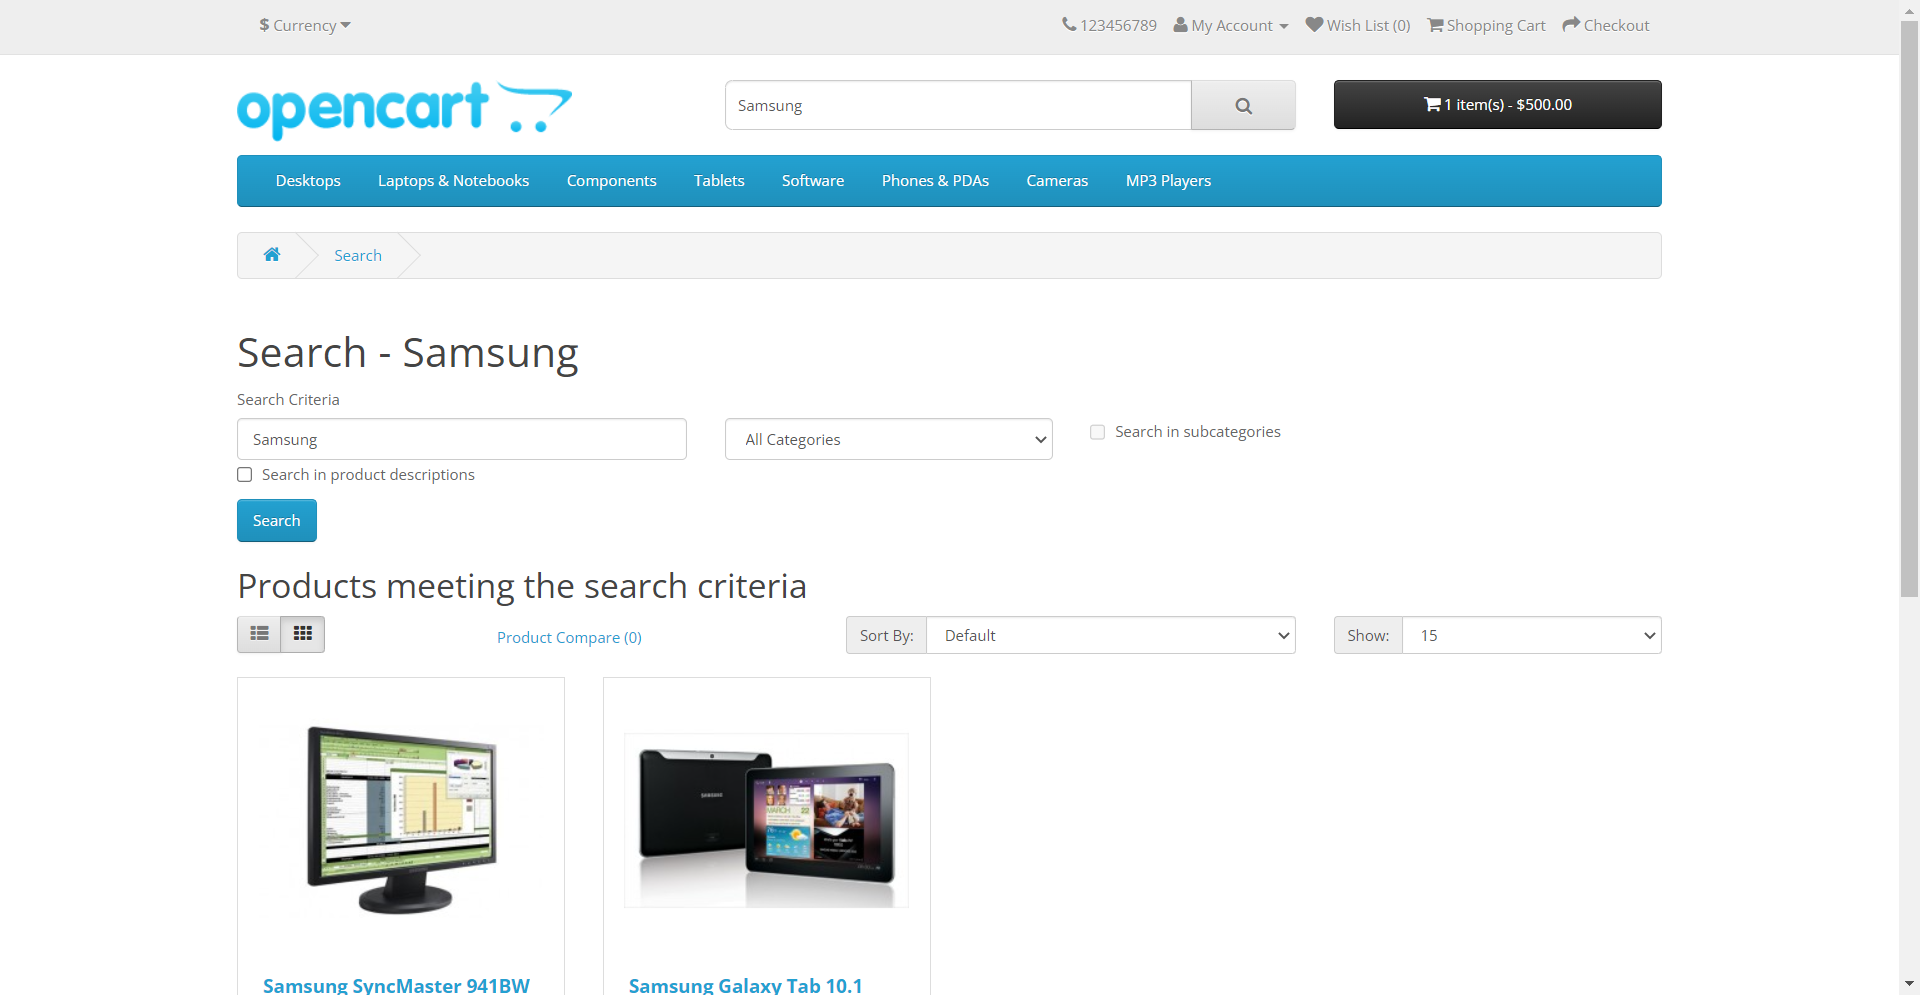 $ Currency
123456789 My Account Wish List (0) Shopping Cart Checkout
opencart
Samsung
1 item(s) - $500.00
Desktops Laptops & Notebooks Components Tablets Software Phones & PDAs Cameras MP3 Players
Search
Search - Samsung
Search Criteria
Samsung
All Categories
Search in subcategories
Search in product descriptions
Search
Products meeting the search criteria
Product Compare (0)
Sort By: Default
Show: 15
SAMSUNG
MARCH 22
Samsung SyncMaster 941BW
Samsung Galaxy Tab 10.1